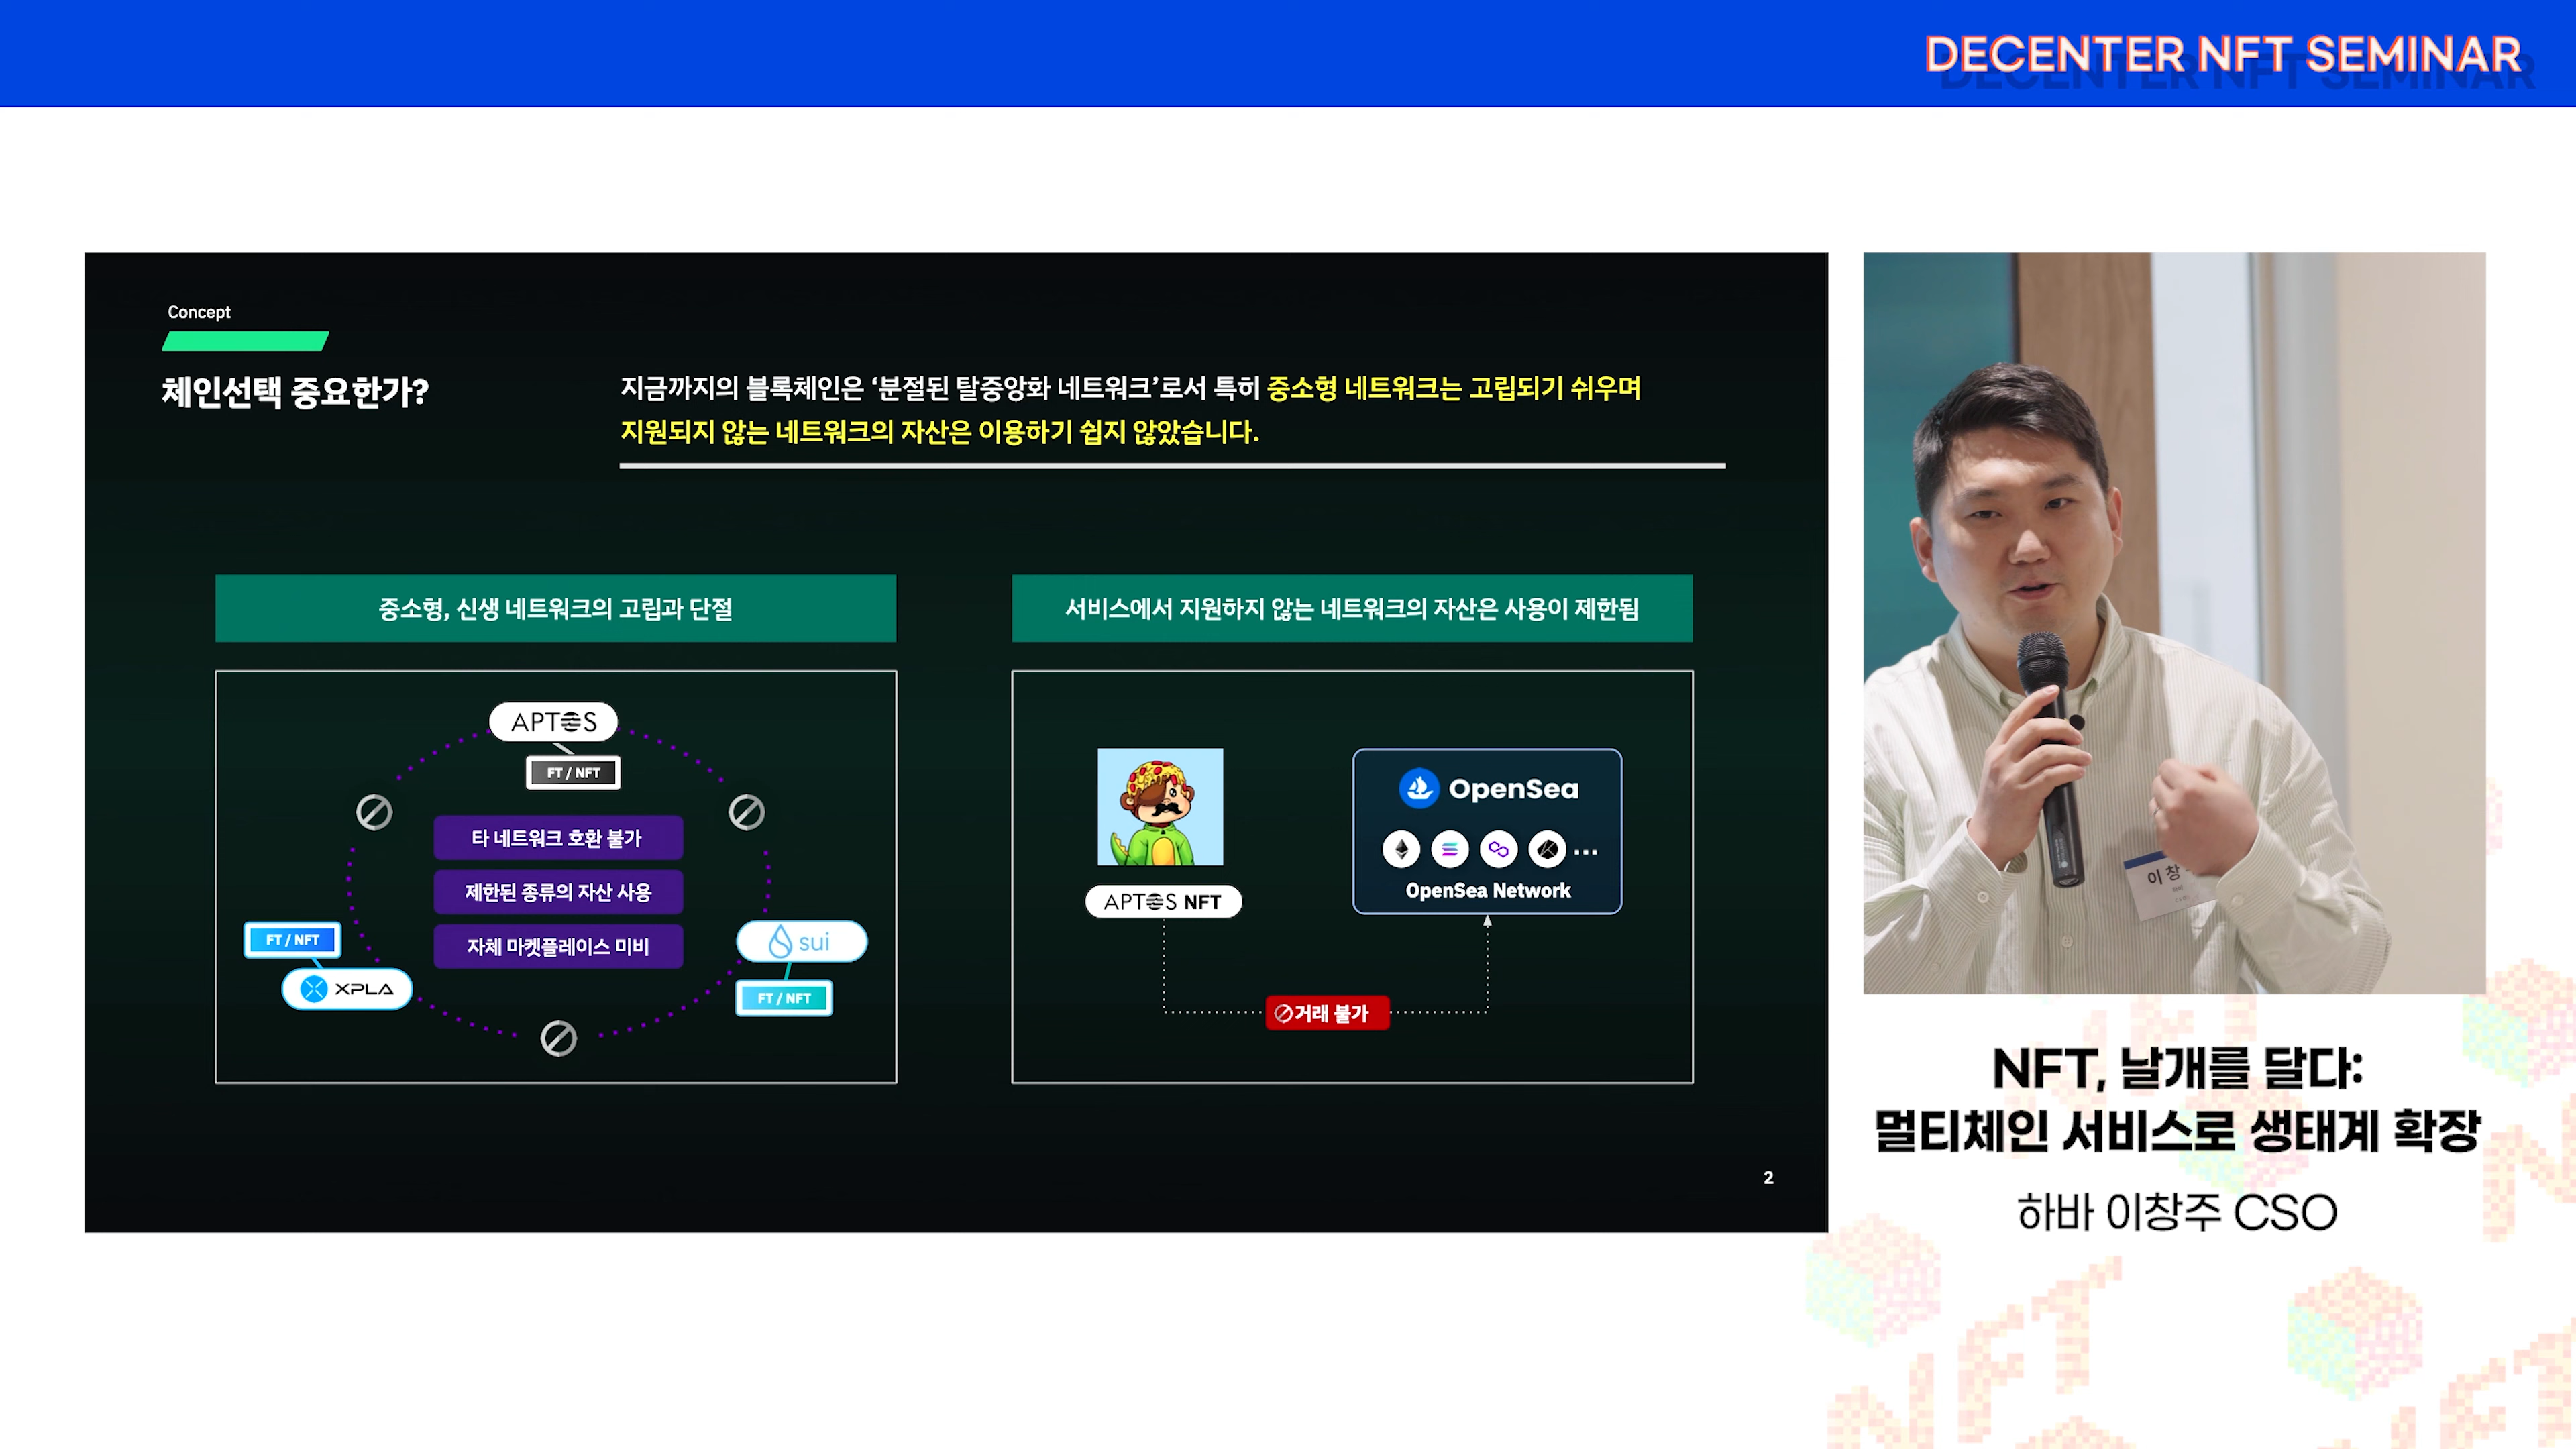 DECENTER NFT SEMINAR
Concept
체인선택 중요한가?
지금까지의 블록체인은 ‘분절된 탈중앙화 네트워크’로서 특히 중소형 네트워크는 고립되기 쉬우며
지원되지 않는 네트워크의 자산은 이용하기 쉽지 않았습니다.
중소형, 신생 네트워크의 고립과 단절
APTOS
FT / NFT
타 네트워크 호환 불가
제한된 종류의 자산 사용
자체 마켓플레이스 미비
FT / NFT
XPLA
sui
FT / NFT
서비스에서 지원하지 않는 네트워크의 자산은 사용이 제한됨
APTOS NFT
OpenSea
...
OpenSea Network
거래 불가
2
이창
NFT, 날개를 달다:
멀티체인 서비스로 생태계 확장
하바 이창주 CSO